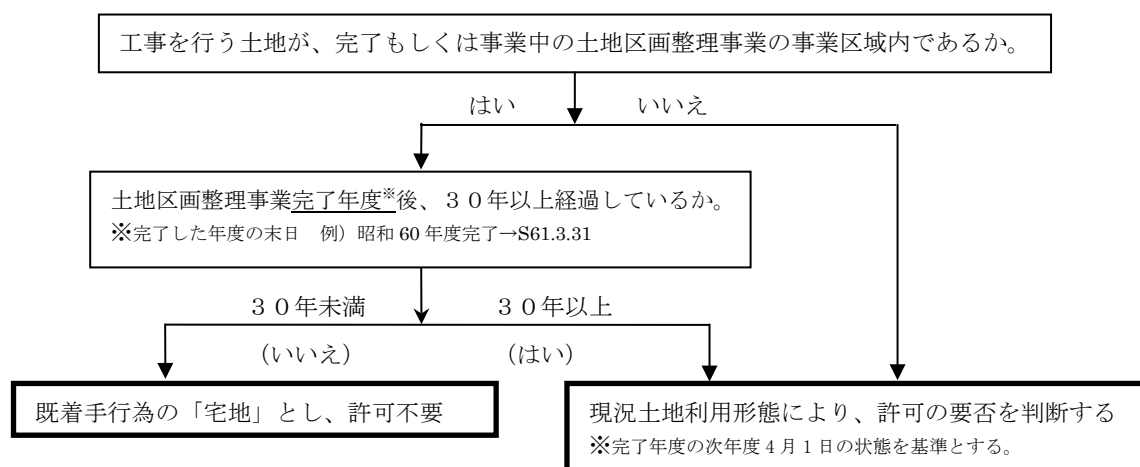 工事を行う土地が、完了もしくは事業中の土地区画整理事業の事業区域内であるか。
はい
いいえ
土地区画整理事業完了年度※後、３０年以上経過しているか。
※完了した年度の末日　例）昭和 60 年度完了→S61.3.31
３０年未満
３０年以上
（いいえ）
（はい）
既着手行為の「宅地」とし、許可不要
現況土地利用形態により、許可の要否を判断する
※完了年度の次年度 4 月 1 日の状態を基準とする。